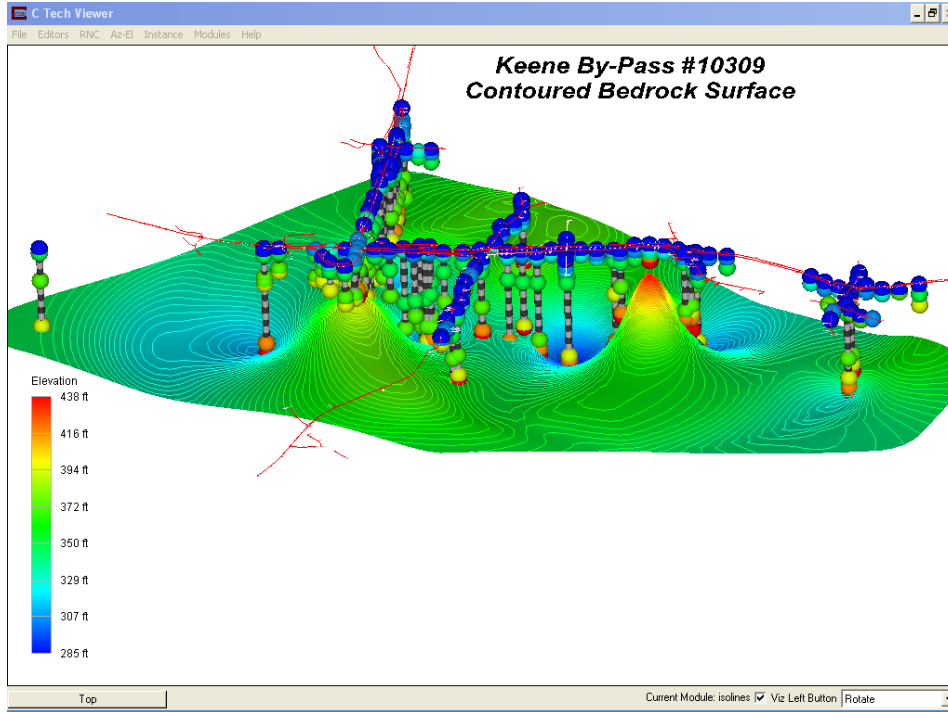 C Tech Viewer
File Editors RNC Az-El Instance Modules Help
Keene By-Pass #10309
Contoured Bedrock Surface
Elevation
438 ft
416 ft
394 ft
372 ft
350 ft
329 ft
307 ft
285 ft
Top
Current Module: isolines Viz Left Button Rotate